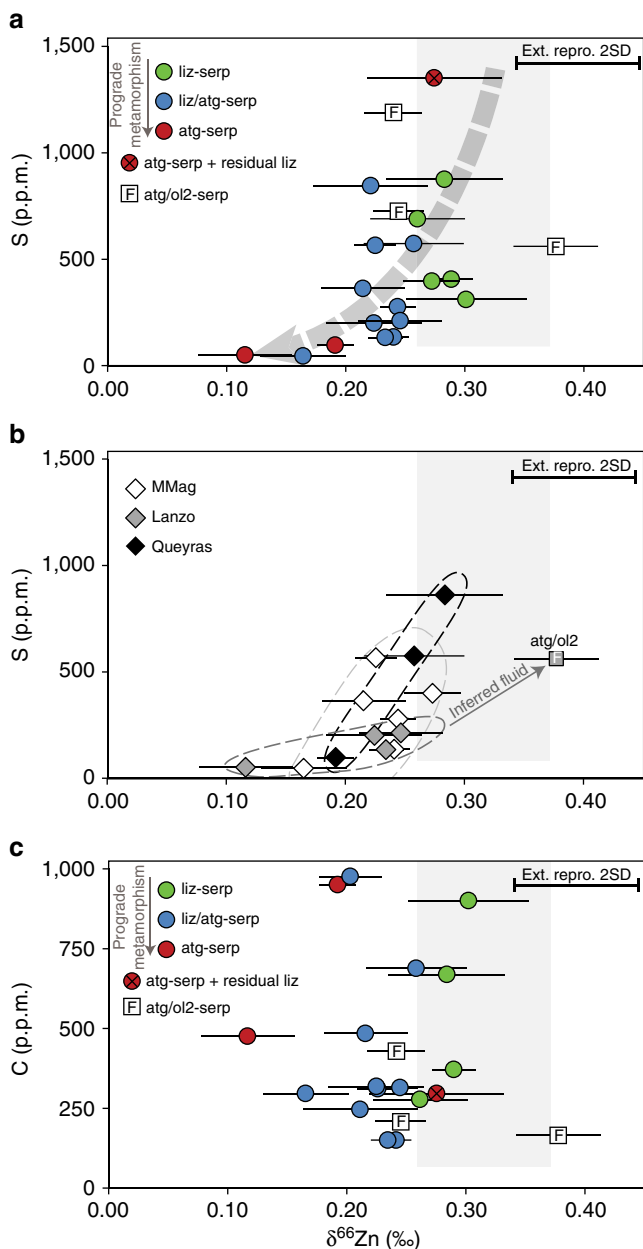 a
1,500
Ext. repro. 2SD
Prograde
metamorphism
liz-serp
liz/atg-serp
atg-serp
atg-serp + residual liz
F atg/ol2-serp
F
F
F
1,000
500
0
S (p.p.m.)
0.00 0.10 0.20 0.30 0.40
b
1,500
Ext. repro. 2SD
MMag
Lanzo
Queyras
1,000
atg/ol2
F
Inferred fluid
500
0
S (p.p.m.)
0.00 0.10 0.20 0.30 0.40
c
1,000
Ext. repro. 2SD
Prograde
metamorphism
liz-serp
liz/atg-serp
atg-serp
atg-serp + residual liz
F atg/ol2-serp
F
F
F
750
500
250
0
C (p.p.m.)
0.00 0.10 0.20 0.30 0.40
δ⁶⁶Zn (‰)